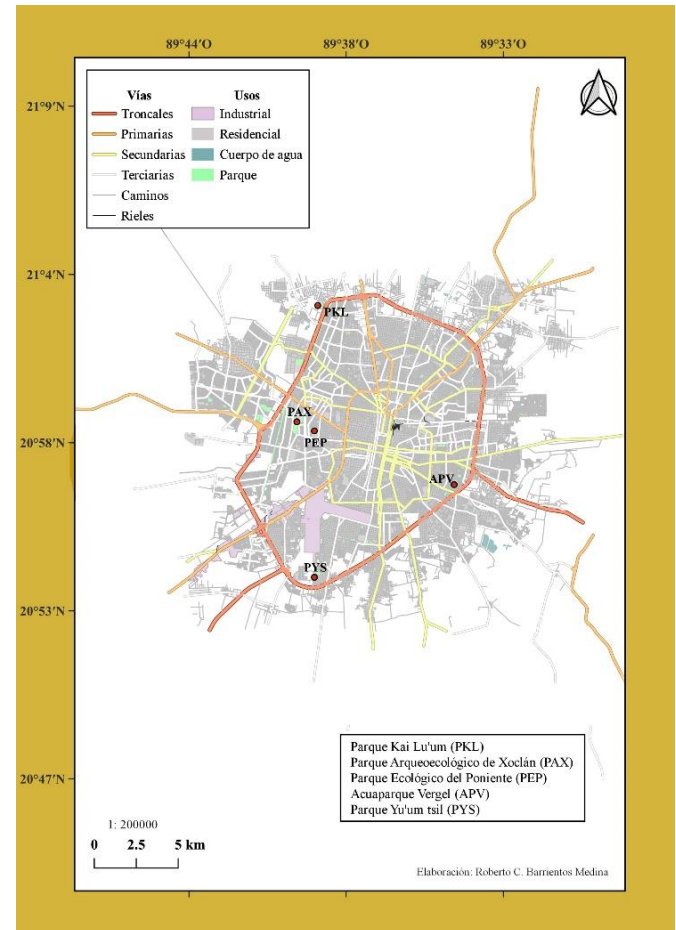 89°44′O 89°38′O 89°33′O
21°9′N
21°4′N
20°58′N
20°53′N
20°47′N
Vías
Troncales
Primarias
Secundarias
Terciarias
Caminos
Rieles
Usos
Industrial
Residencial
Cuerpo de agua
Parque
PKL
PAX
PEP
APV
PYS
Parque Kai Lu'um (PKL)
Parque Arqueoecológico de Xoclán (PAX)
Parque Ecológico del Poniente (PEP)
Acuaparque Vergel (APV)
Parque Yu'um tsil (PYS)
1: 200000
0 2.5 5 km
Elaboración: Roberto C. Barrientos Medina